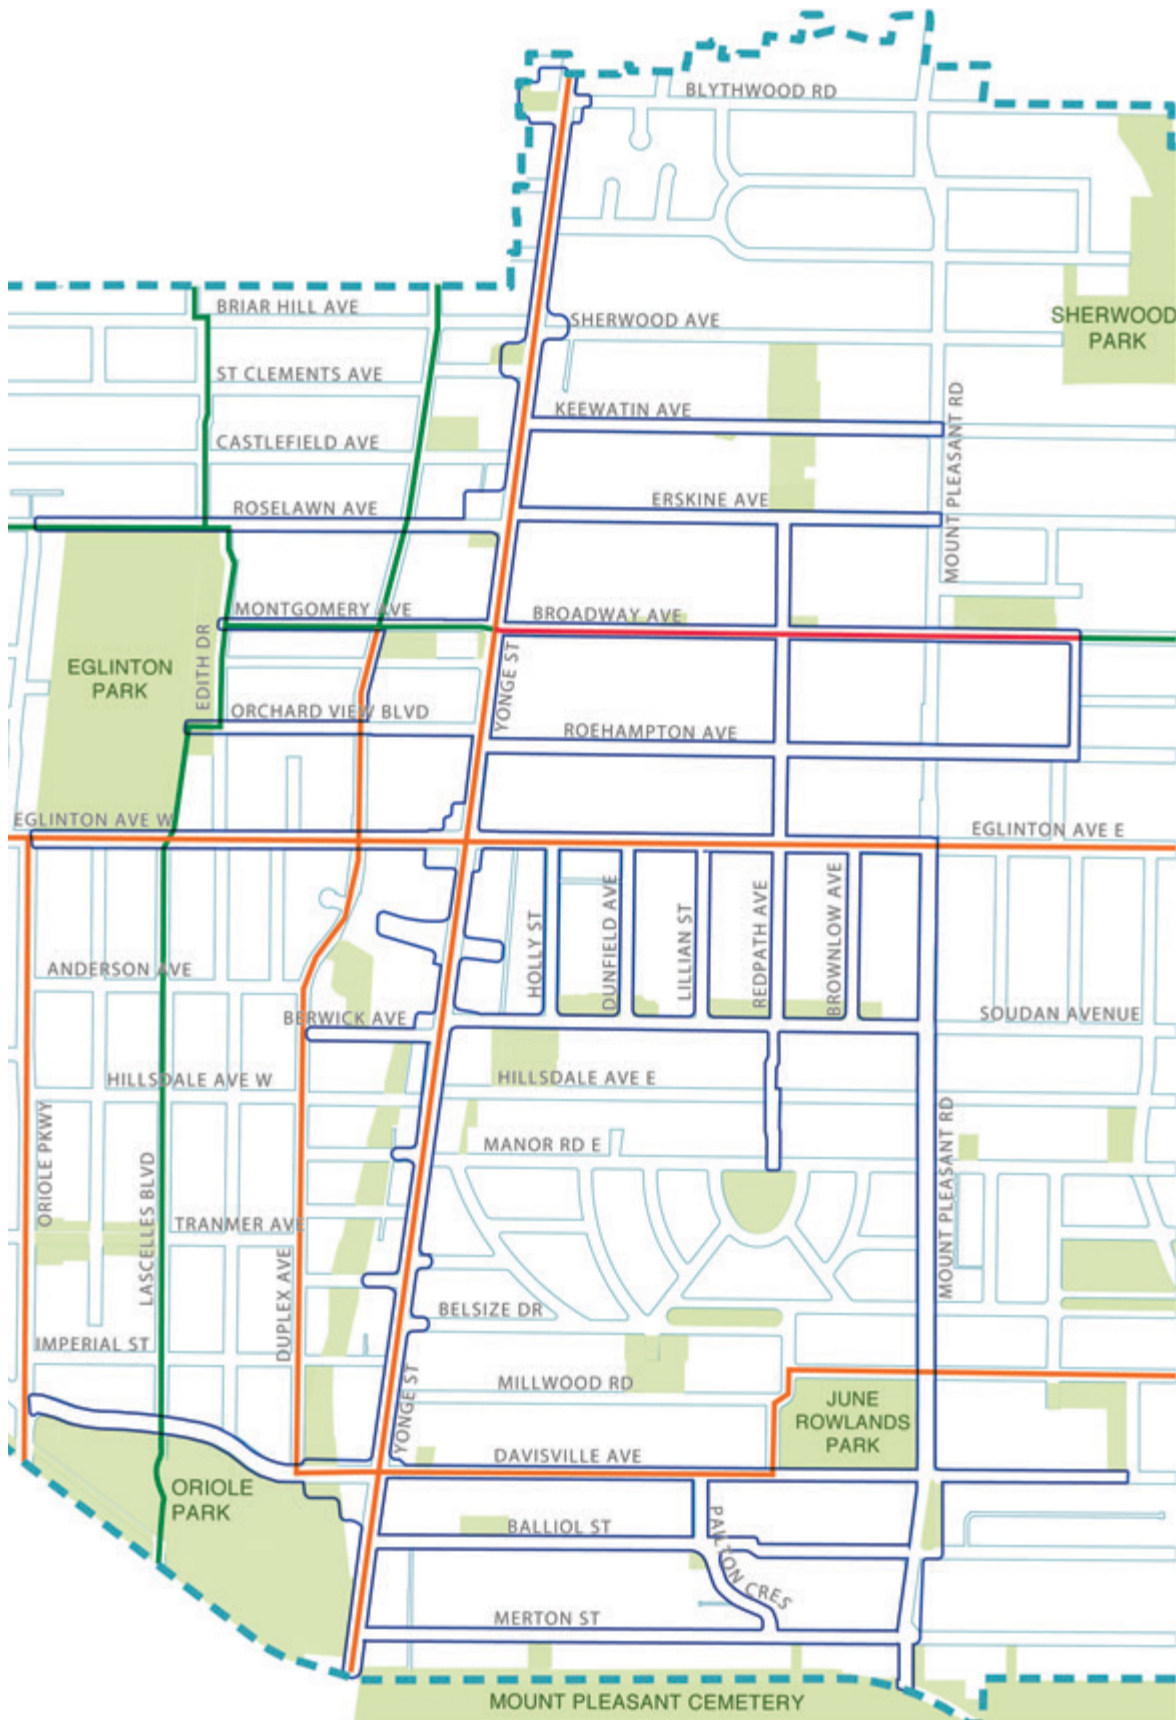 BLYTHWOOD RD
BRIAR HILL AVE
SHERWOOD AVE
SHERWOOD
PARK
ST CLEMENTS AVE
KEEWATIN AVE
MOUNT PLEASANT RD
CASTLEFIELD AVE
ROSELAWN AVE
ERSKINE AVE
MONTGOMERY AVE
BROADWAY AVE
EDITH DR
EGLINTON
PARK
YONGE ST
ORCHARD VIEW BLVD
ROEHAMPTON AVE
EGLINTON AVE W
EGLINTON AVE E
HOLLY ST
DUNFIELD AVE
LILLIAN ST
REDPATH AVE
BROWNLOW AVE
ANDERSON AVE
BERWICK AVE
SOUDAN AVENUE
HILLSDALE AVE W
HILLSDALE AVE E
ORIOLE PKWY
MANOR RD E
MOUNT PLEASANT RD
LASCELLES BLVD
TRANMER AVE
DUPLEX AVE
BELSIZE DR
IMPERIAL ST
YONGE ST
MILLWOOD RD
JUNE
ROWLANDS
PARK
DAVISVILLE AVE
ORIOLE
PARK
BALLIOL ST
PAILTON CRES
MERTON ST
MOUNT PLEASANT CEMETERY